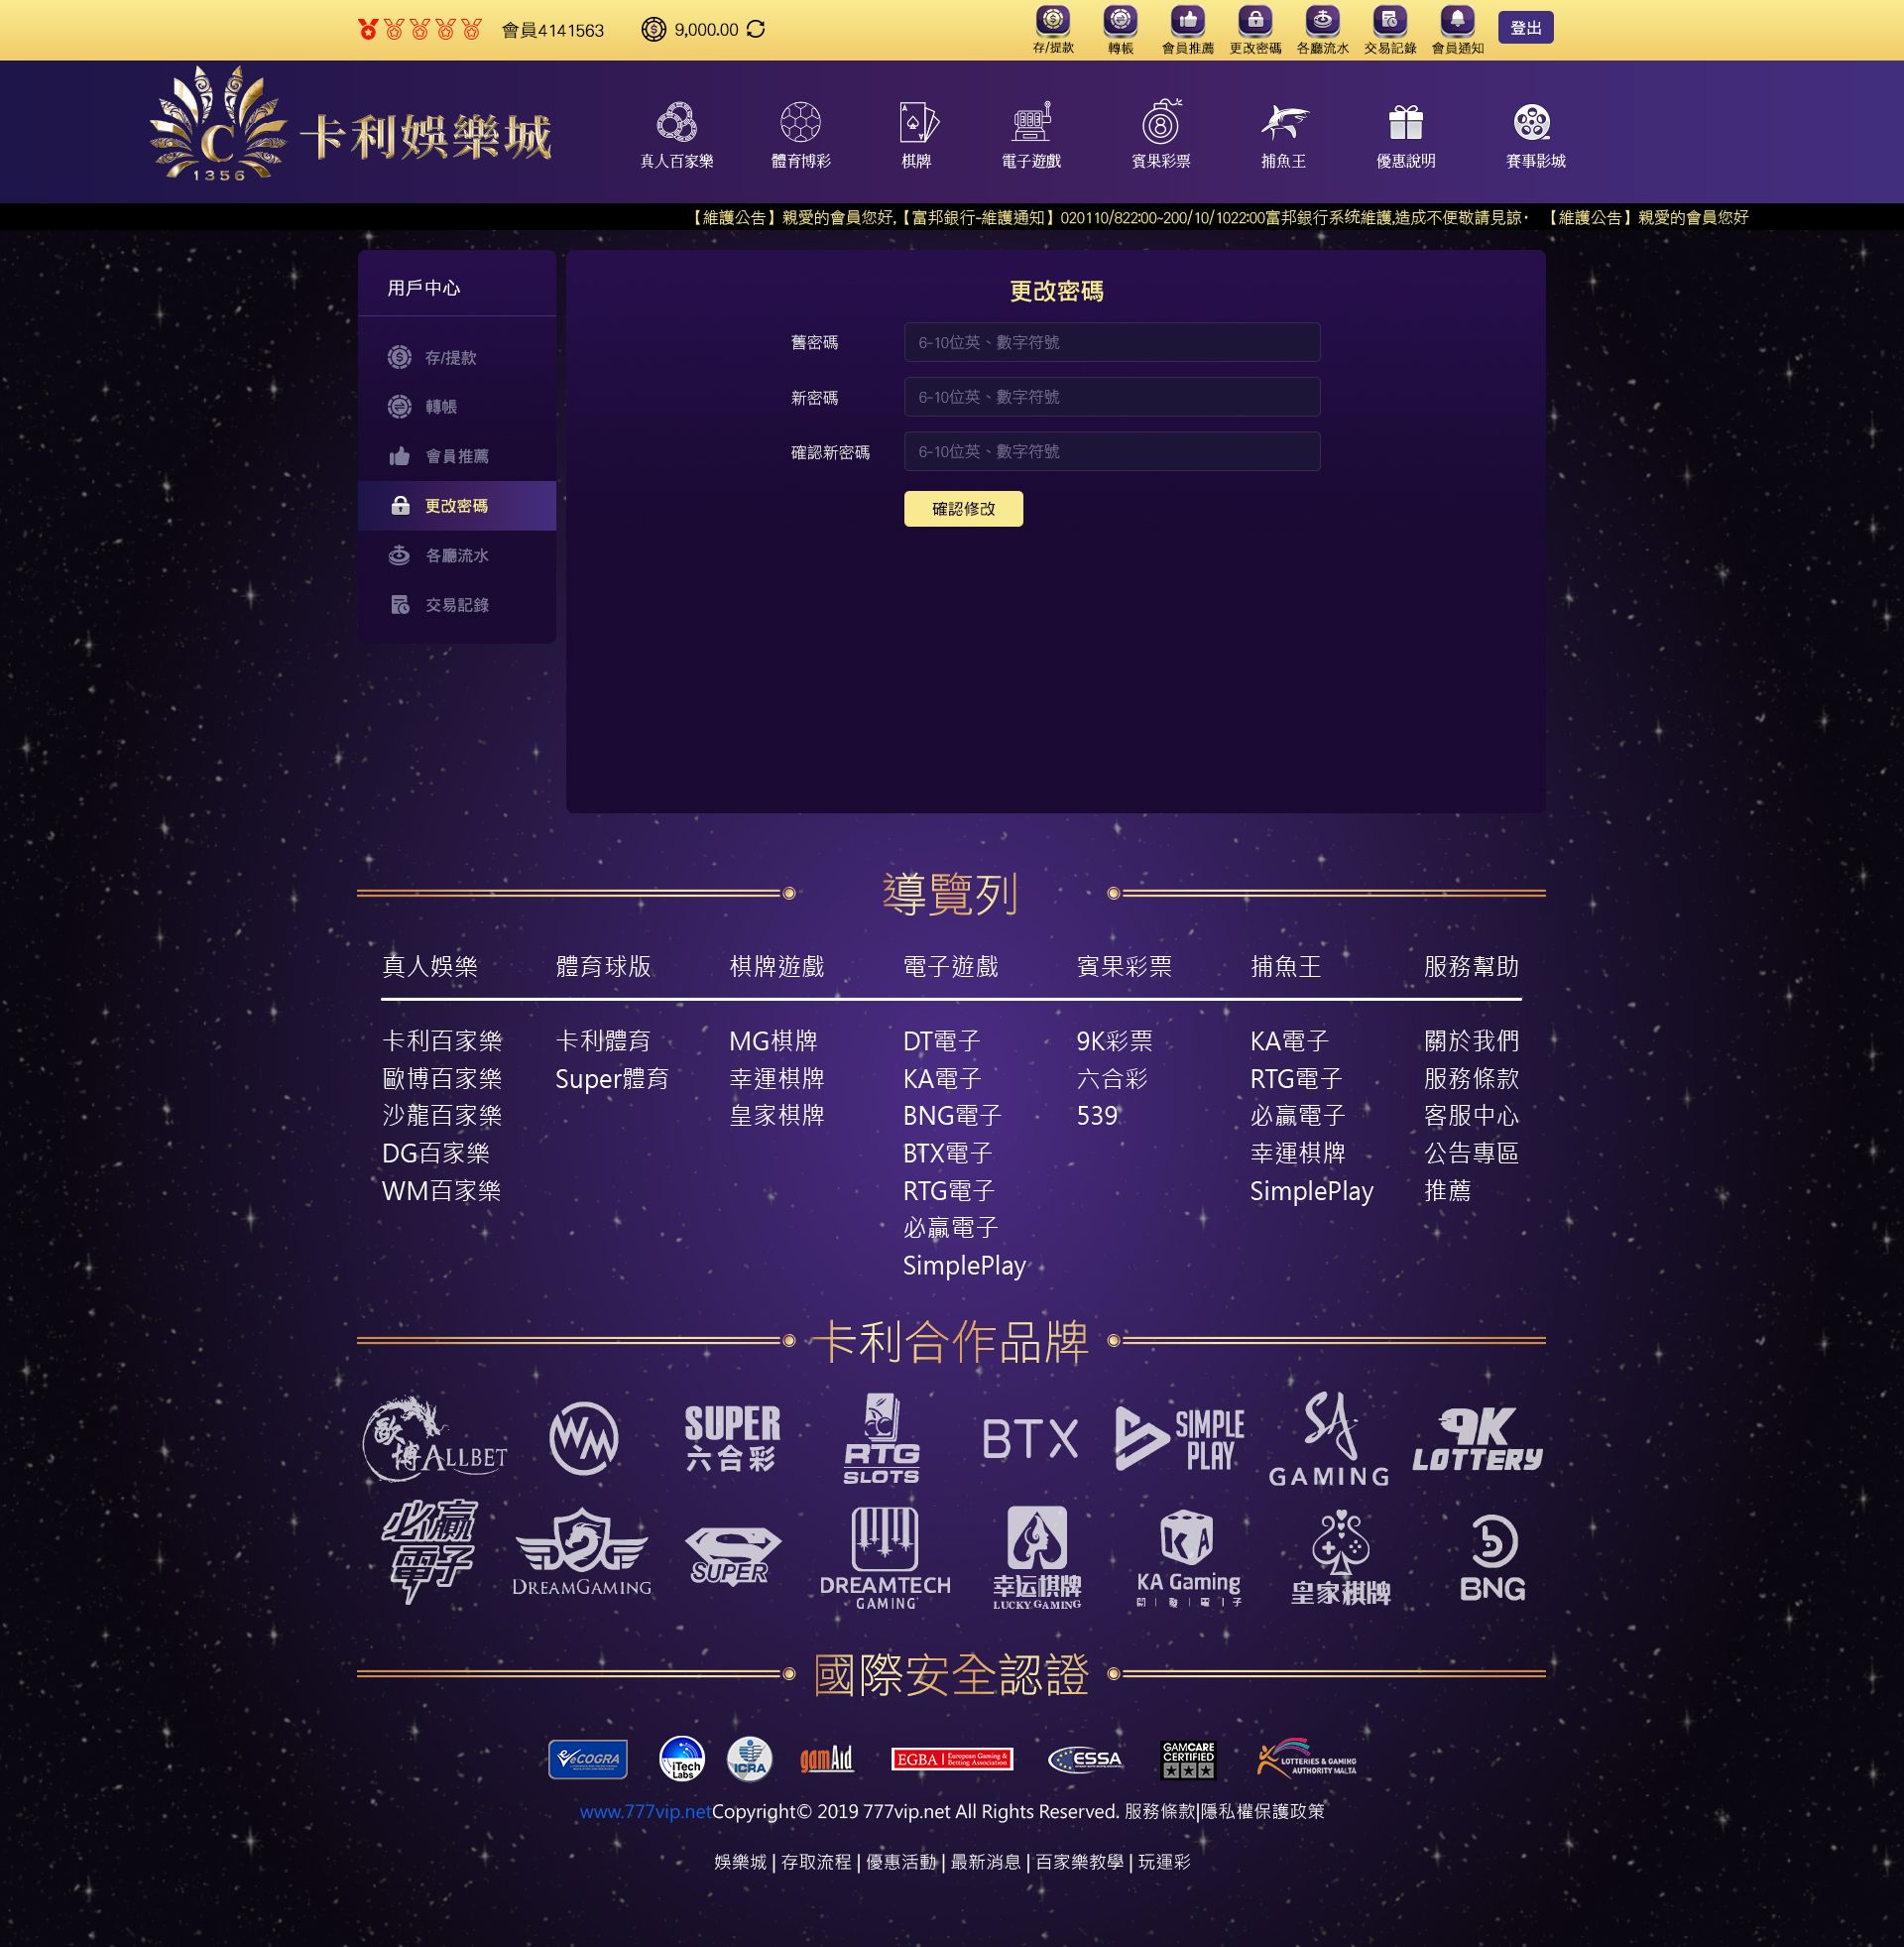 會員4141563 9,000.00
存/提款 轉帳 會員推薦 更改密碼 各廳流水 交易記錄 會員通知 登出
C
1356
卡利娛樂城
真人百家樂 體育博彩 棋牌 電子遊戲 賓果彩票 捕魚王 優惠說明 賽事影城
【維護公告】親愛的會員您好,【富邦銀行-維護通知】020110/822:00~200/10/1022:00富邦銀行系统維護,造成不便敬請見諒· 【維護公告】親愛的會員您好
用戶中心
存/提款
轉帳
會員推薦
更改密碼
各廳流水
交易記錄
更改密碼
舊密碼 6-10位英、數字符號
新密碼 6-10位英、數字符號
確認新密碼 6-10位英、數字符號
確認修改
導覽列
真人娛樂 體育球版 棋牌遊戲 電子遊戲 賓果彩票 捕魚王 服務幫助
卡利百家樂 卡利體育 MG棋牌 DT電子 9K彩票 KA電子 關於我們
歐博百家樂 Super體育 幸運棋牌 KA電子 六合彩 RTG電子 服務條款
沙龍百家樂 皇家棋牌 BNG電子 539 必贏電子 客服中心
DG百家樂 BTX電子 幸運棋牌 公告專區
WM百家樂 RTG電子 SimplePlay 推薦
必贏電子
SimplePlay
卡利合作品牌
歐博ALLBET WM SUPER六合彩 RTG SLOTS BTX SIMPLE PLAY SA GAMING 9K LOTTERY
必贏電子 DG DREAMGAMING SUPER DREAMTECH GAMING 幸运棋牌 LUCKY GAMING KA KA Gaming 開|發|電|子 皇家棋牌 BNG
國際安全認證
eCOGRA iTech Labs ICRA gamAid EGBA European Gaming & Betting Association ESSA GAMCARE CERTIFIED LOTTERIES & GAMING AUTHORITY MALTA
www.777vip.netCopyright© 2019 777vip.net All Rights Reserved. 服務條款|隱私權保護政策
娛樂城 | 存取流程 | 優惠活動 | 最新消息 | 百家樂教學 | 玩運彩